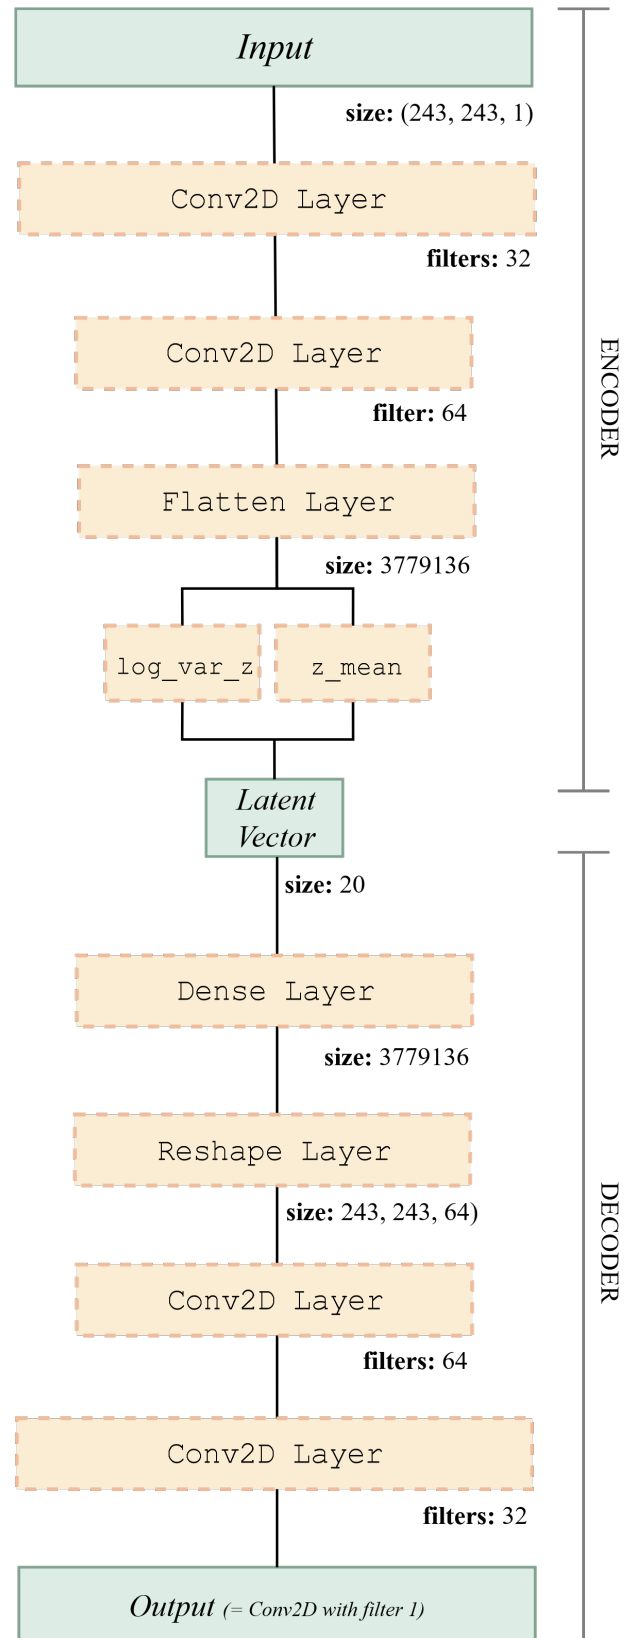 Input
size: (243, 243, 1)
Conv2D Layer
filters: 32
Conv2D Layer
filter: 64
Flatten Layer
size: 3779136
log_var_z z_mean
Latent
Vector
ENCODER
size: 20
Dense Layer
size: 3779136
Reshape Layer
size: 243, 243, 64)
Conv2D Layer
filters: 64
Conv2D Layer
filters: 32
Output (= Conv2D with filter 1)
DECODER